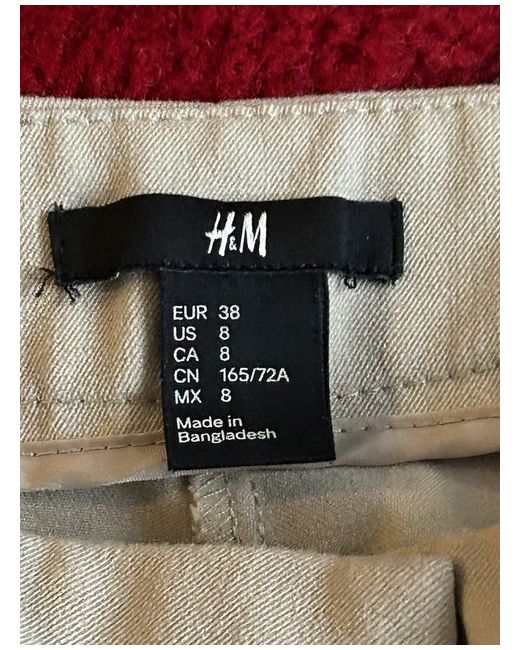 H&M
EUR 38
US 8
CA 8
CN 165/72A
MX 8
Made in
Bangladesh